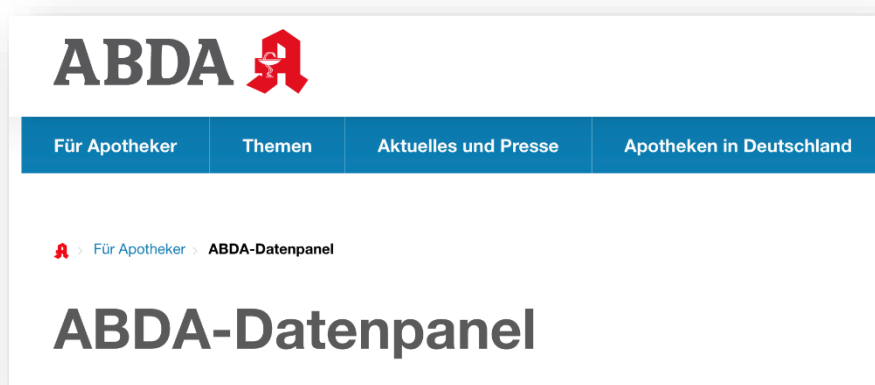 ABDA
Für Apotheker Themen Aktuelles und Presse Apotheken in Deutschland
Für Apotheker > ABDA-Datenpanel
ABDA-Datenpanel